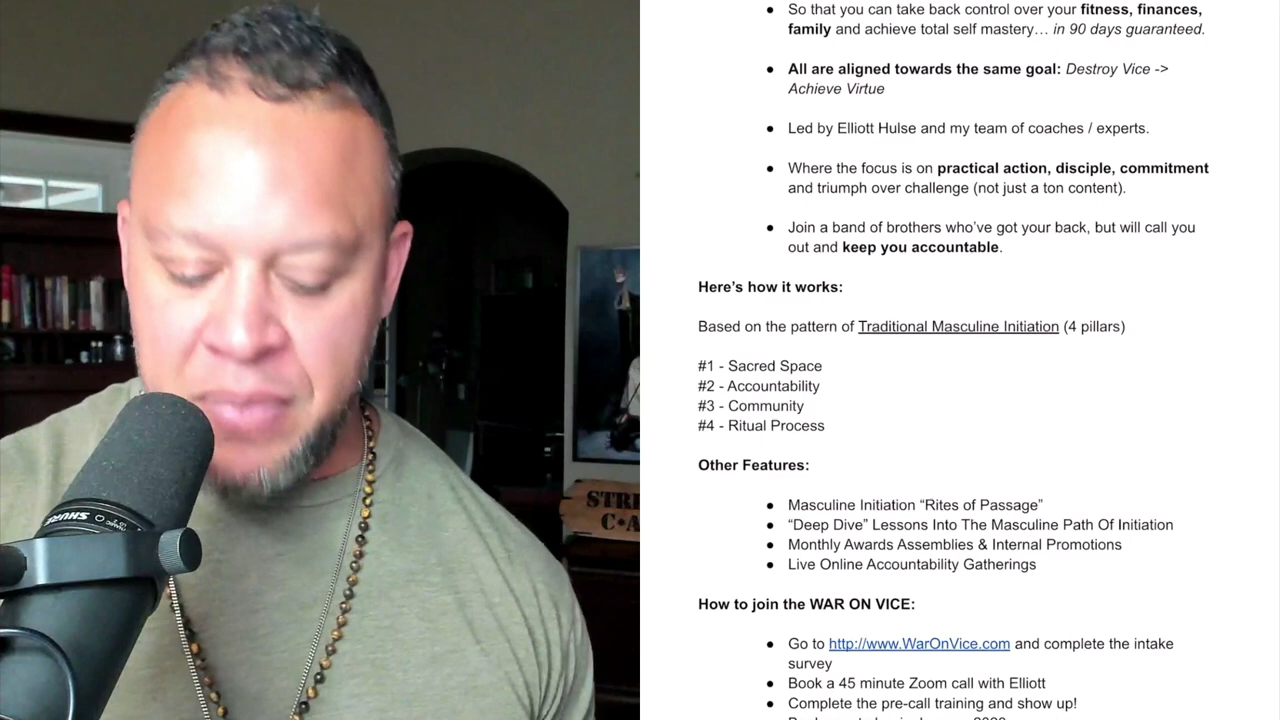 ● So that you can take back control over your fitness, finances,
family and achieve total self mastery… in 90 days guaranteed.
● All are aligned towards the same goal: Destroy Vice ->
Achieve Virtue
● Led by Elliott Hulse and my team of coaches / experts.
● Where the focus is on practical action, disciple, commitment
and triumph over challenge (not just a ton content).
● Join a band of brothers who’ve got your back, but will call you
out and keep you accountable.
Here’s how it works:
Based on the pattern of Traditional Masculine Initiation (4 pillars)
#1 - Sacred Space
#2 - Accountability
#3 - Community
#4 - Ritual Process
Other Features:
● Masculine Initiation “Rites of Passage”
● “Deep Dive” Lessons Into The Masculine Path Of Initiation
● Monthly Awards Assemblies & Internal Promotions
● Live Online Accountability Gatherings
How to join the WAR ON VICE:
● Go to http://www.WarOnVice.com and complete the intake
survey
● Book a 45 minute Zoom call with Elliott
● Complete the pre-call training and show up!
SHURE
STRE
C★A